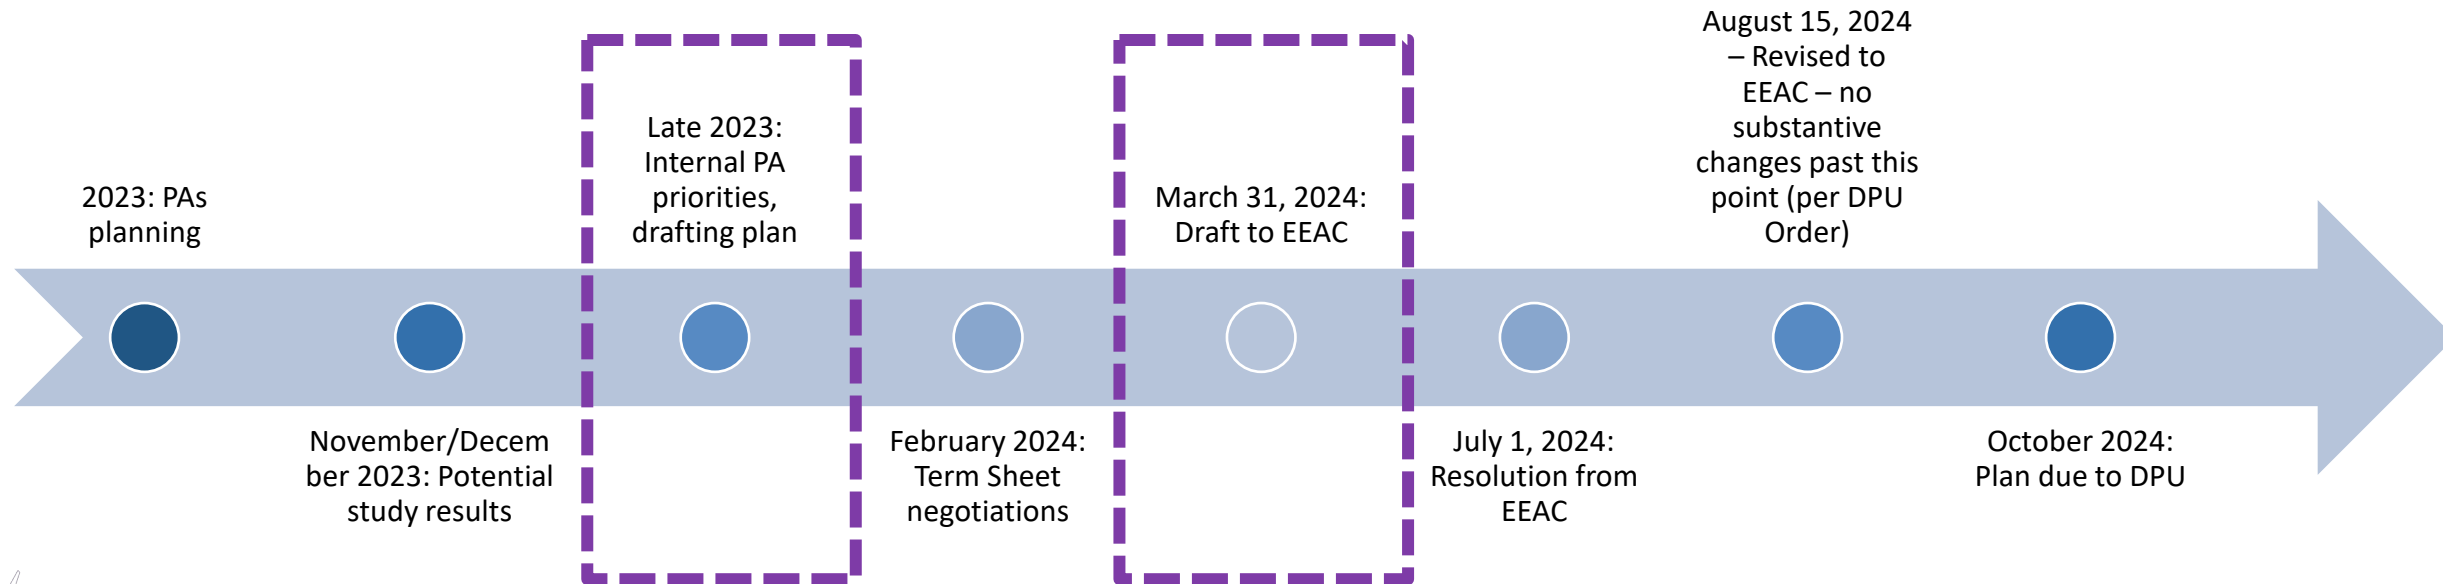 2023: PAs
planning
November/Decem
ber 2023: Potential
study results
Late 2023:
Internal PA
priorities,
drafting plan
February 2024:
Term Sheet
negotiations
March 31, 2024:
Draft to EEAC
July 1, 2024:
Resolution from
EEAC
August 15, 2024
– Revised to
EEAC – no
substantive
changes past this
point (per DPU
Order)
October 2024:
Plan due to DPU